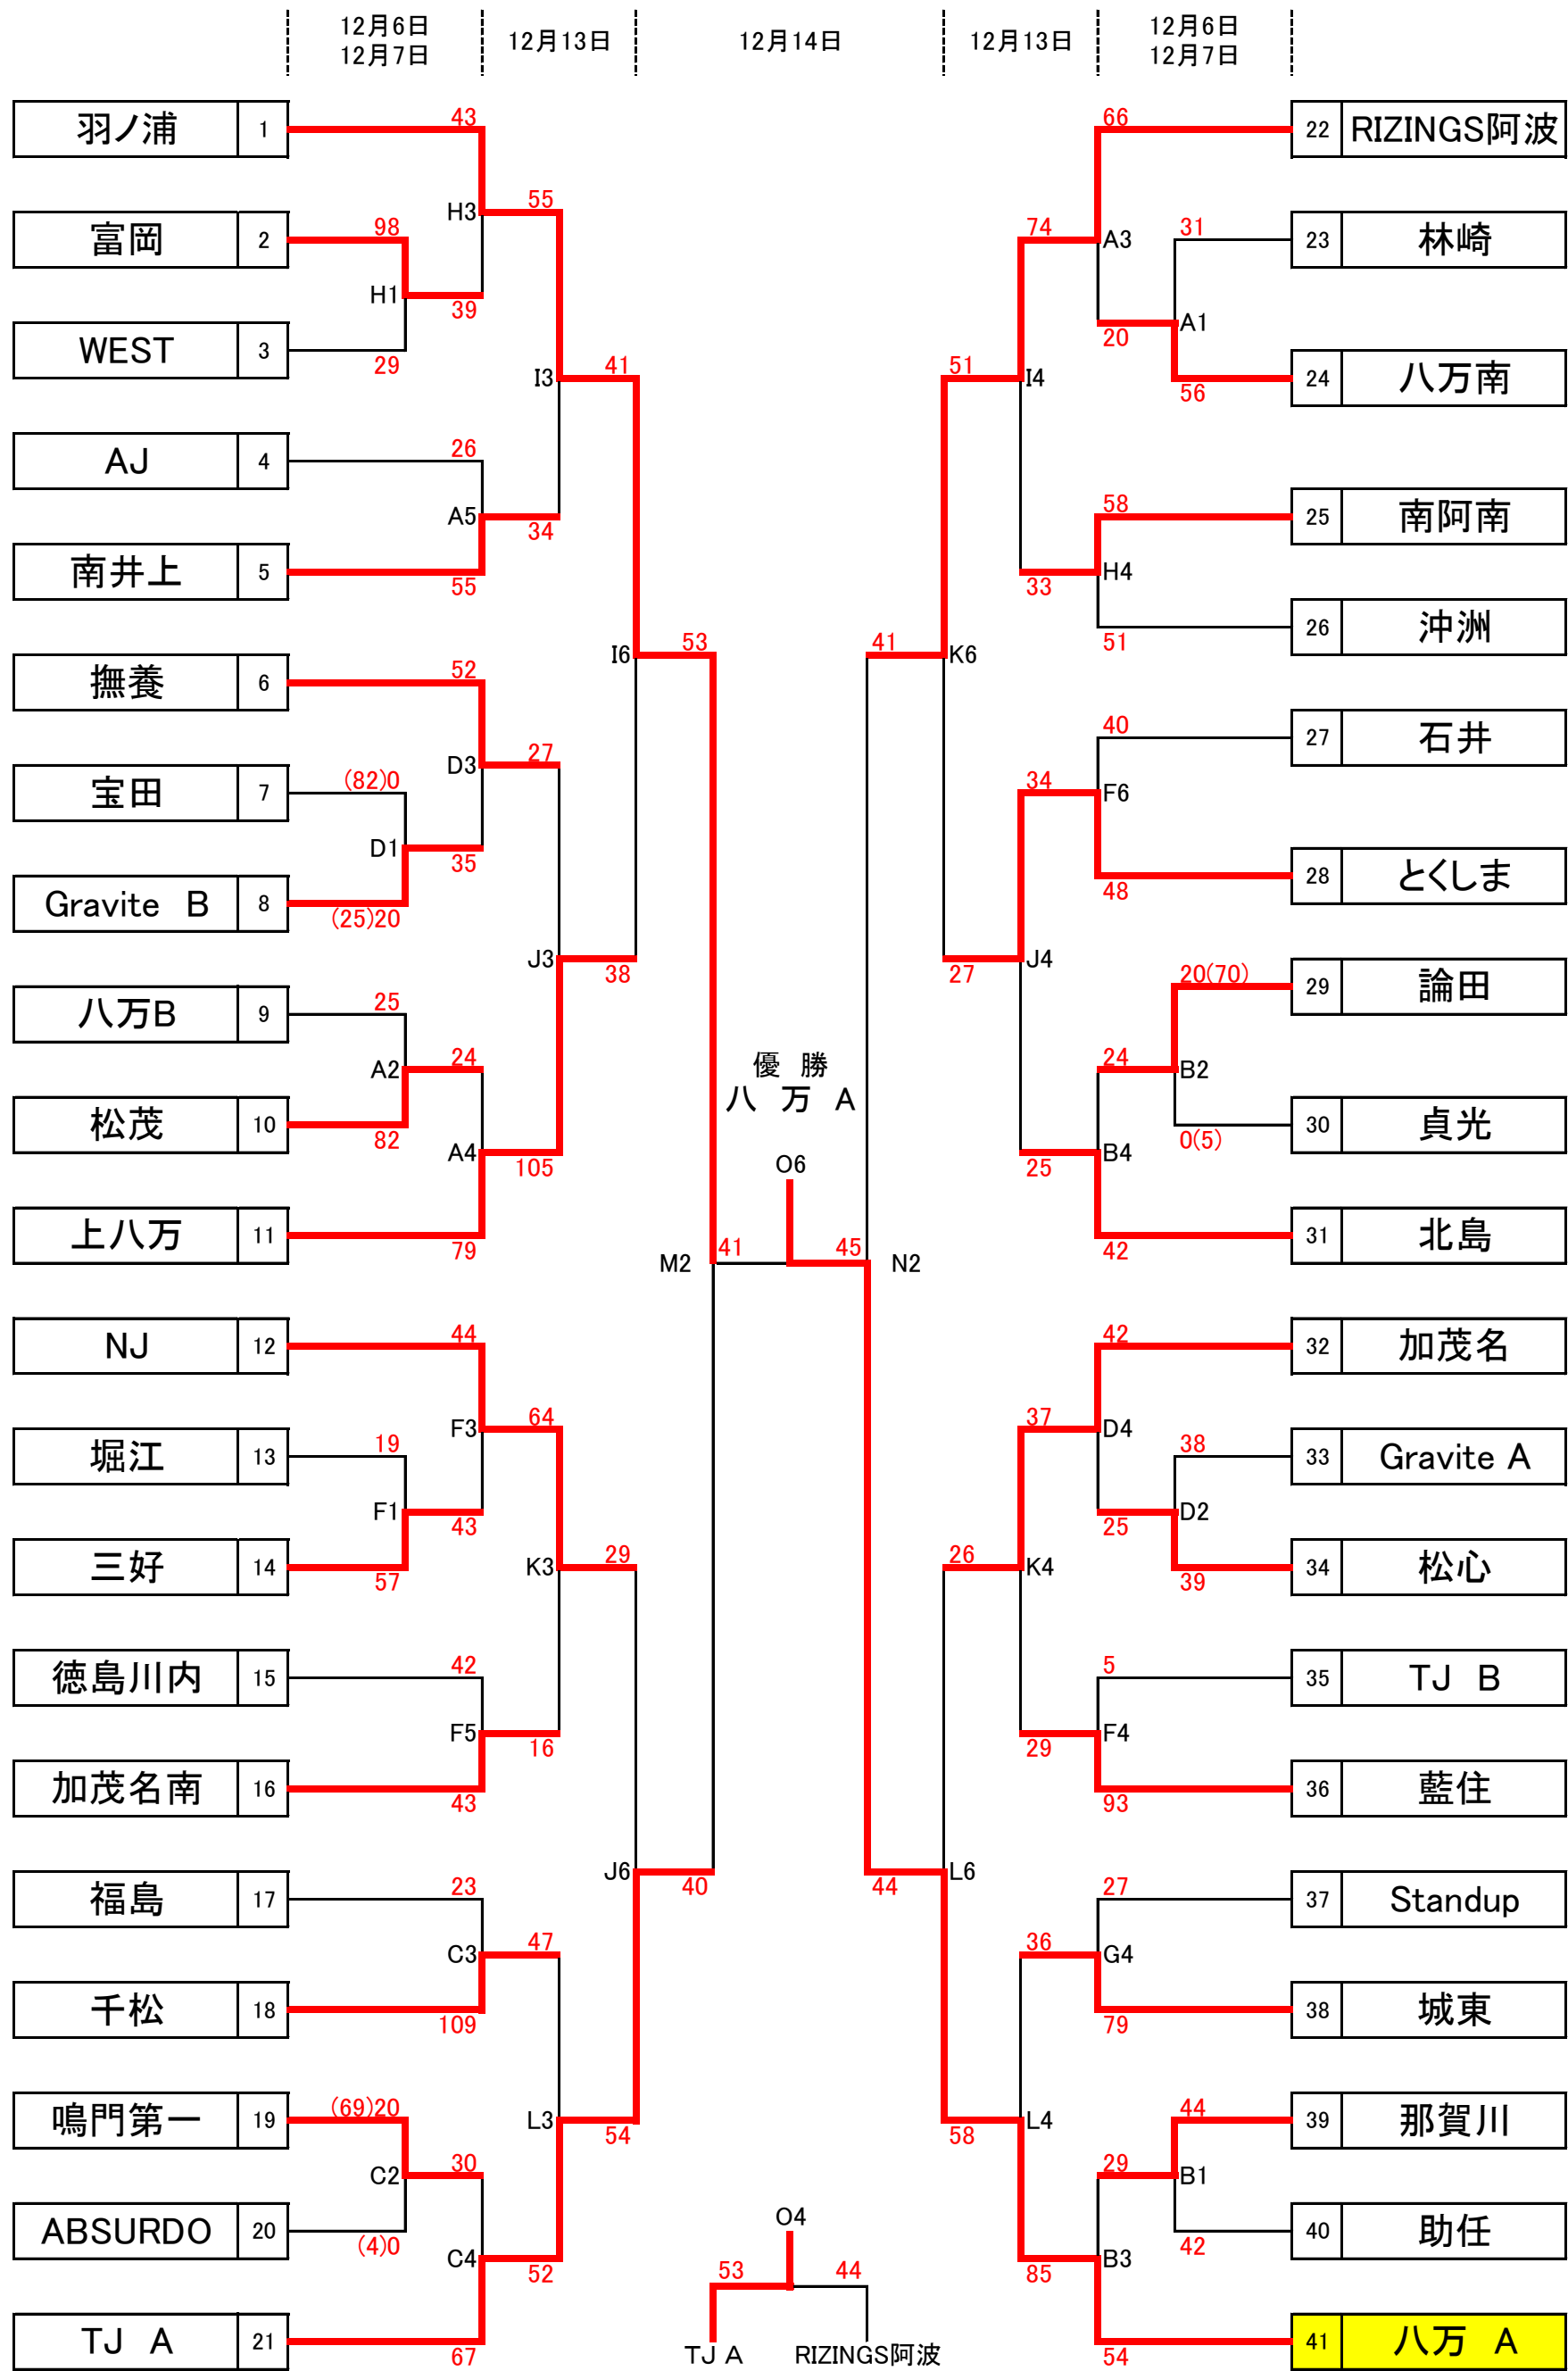 12月6日
12月7日
12月13日
12月14日
12月13日
12月6日
12月7日
羽ノ浦 1
43
H3
55
富岡 2
98
H1
39
WEST 3
29
I3
41
AJ 4
26
A5
34
南井上 5
55
I6
53
撫養 6
52
D3
27
宝田 7
(82)0
D1
35
Gravite B 8
(25)20
J3
38
八万B 9
25
A2
24
松茂 10
82
A4
105
上八万 11
79
M2
41
NJ 12
44
F3
64
堀江 13
19
F1
43
三好 14
57
K3
29
徳島川内 15
42
F5
16
加茂名南 16
43
J6
40
福島 17
23
C3
47
千松 18
109
L3
54
鳴門第一 19
(69)20
C2
30
ABSURDO 20
(4)0
C4
52
TJ A 21
67
優 勝
八 万 A
O6
45
N2
O4
53
44
TJ A
RIZINGS阿波
66
22 RIZINGS阿波
74
A3
31
23 林崎
20
A1
56
24 八万南
51
I4
58
25 南阿南
33
H4
51
26 沖洲
41
K6
40
27 石井
34
F6
48
28 とくしま
27
J4
20(70)
29 論田
24
B2
0(5)
30 貞光
25
B4
42
31 北島
42
32 加茂名
37
D4
38
33 Gravite A
25
D2
39
34 松心
26
K4
5
35 TJ B
29
F4
93
36 藍住
44
L6
27
37 Standup
36
G4
79
38 城東
58
L4
44
39 那賀川
29
B1
42
40 助任
85
B3
54
41 八万 A